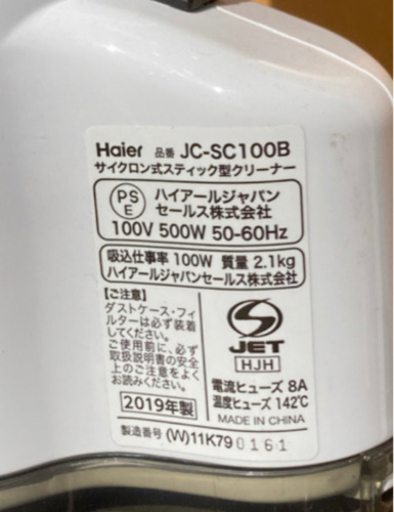 Haier 品番 JC-SC100B
サイクロン式スティック型クリーナー
PS E ハイアールジャパン
セールス株式会社
100V 500W 50-60Hz
吸込仕事率 100W 質量 2.1kg
ハイアールジャパンセールス株式会社
【ご注意】
ダストケース・フィ
ルターは必ず装着
してください。
ご使用前に、必ず
取扱説明書の安全
上のご注意をお読
みください。
S
JET
HJH
電流ヒューズ 8A
温度ヒューズ 142℃
2019年製
MADE IN CHINA
製造番号 (W)11K79 0161